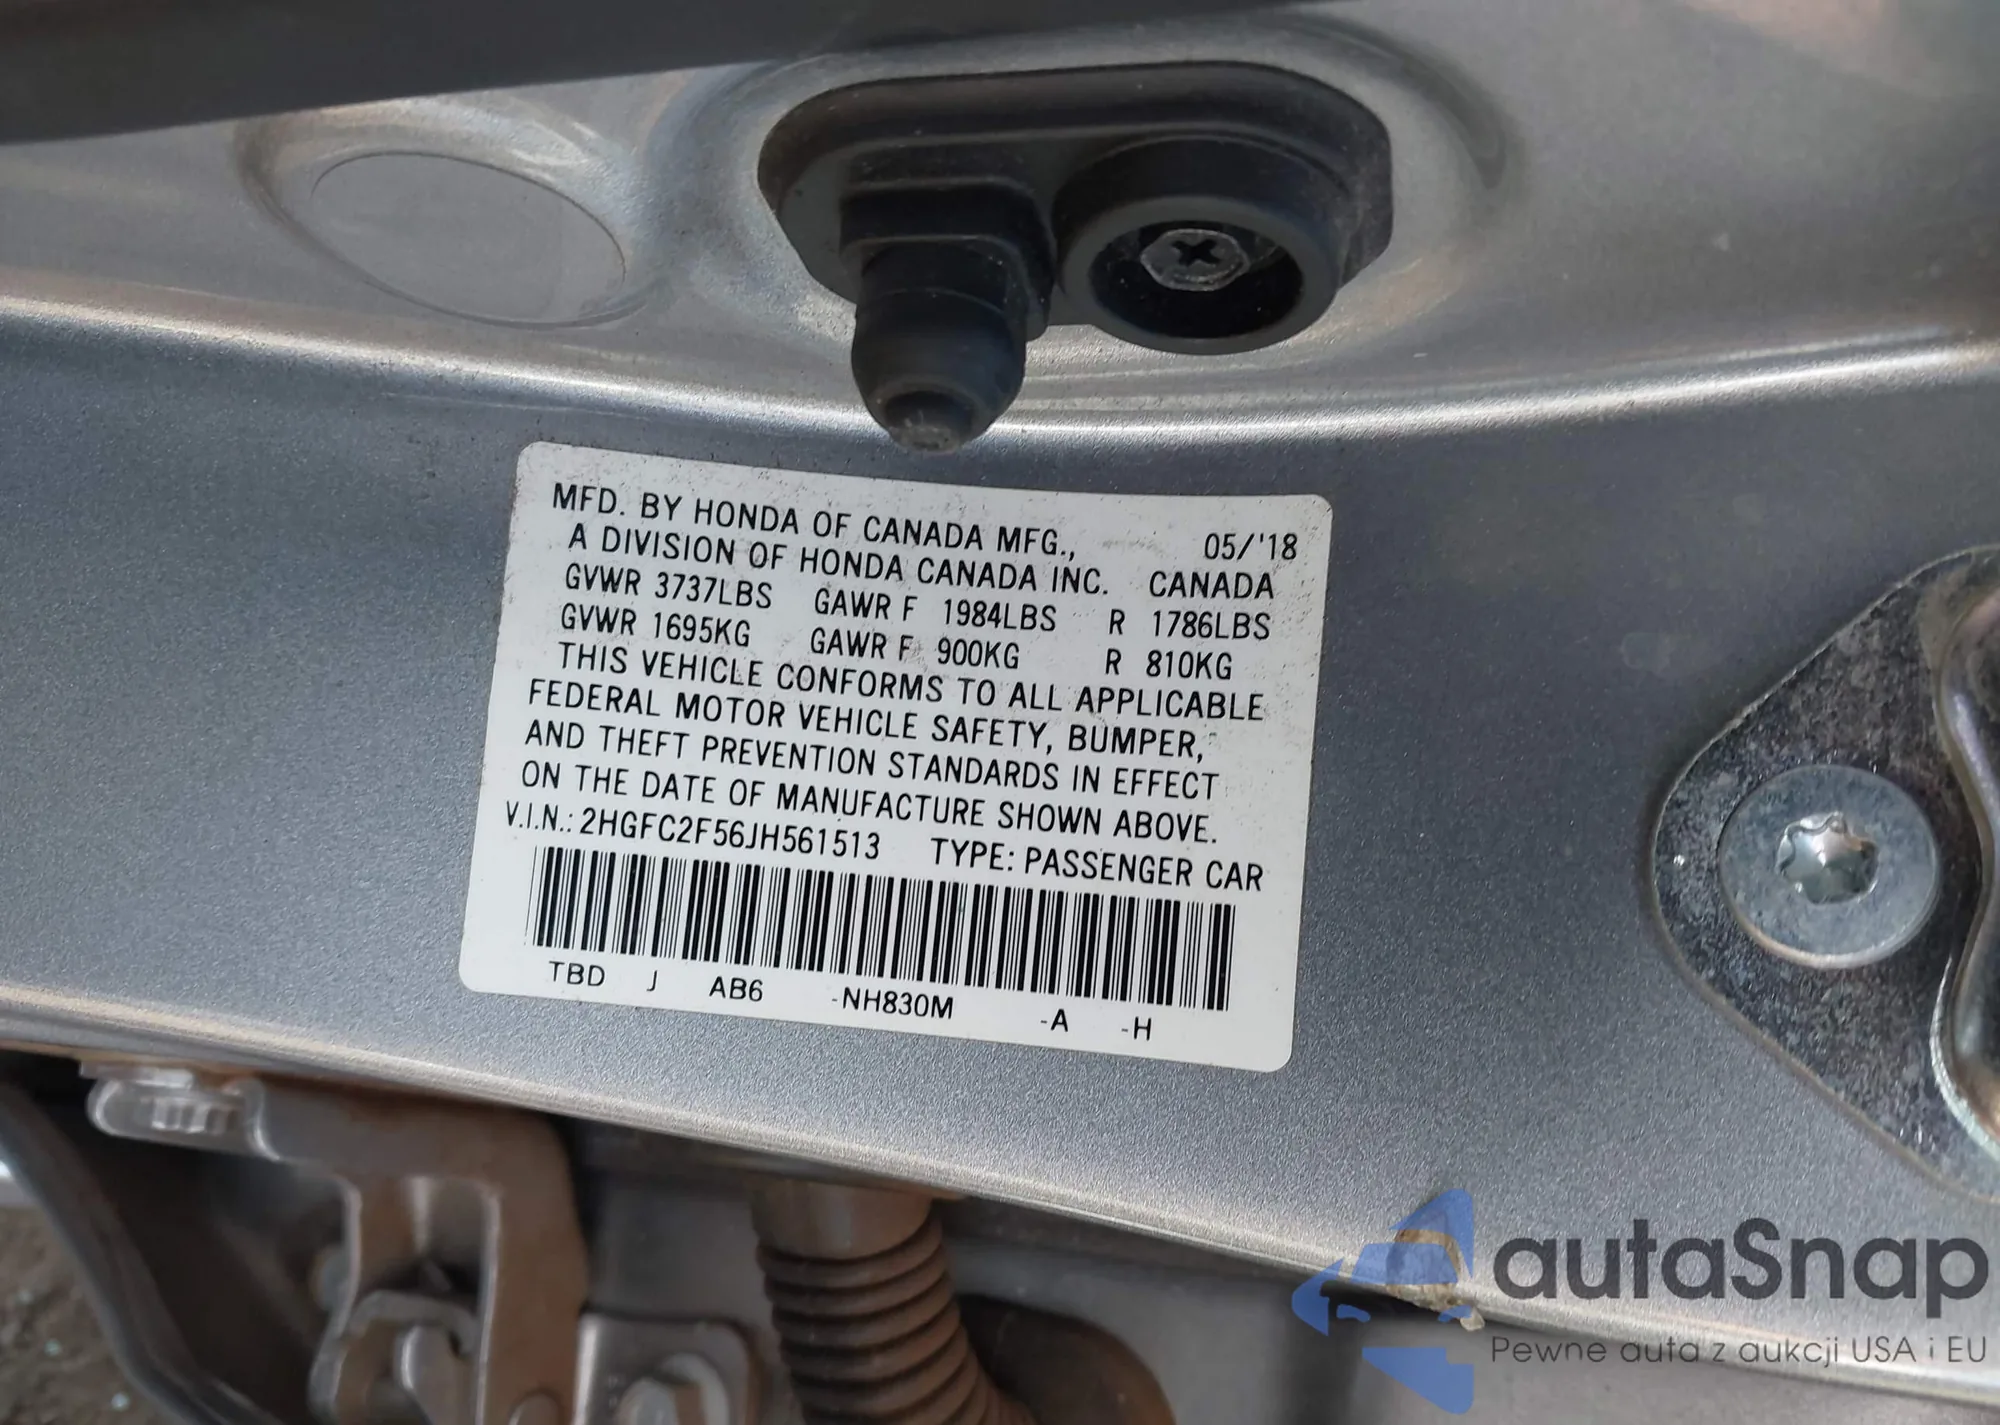 MFD. BY HONDA OF CANADA MFG., 05/'18
A DIVISION OF HONDA CANADA INC. CANADA
GVWR 3737LBS GAWR F 1984LBS R 1786LBS
GVWR 1695KG GAWR F 900KG R 810KG
THIS VEHICLE CONFORMS TO ALL APPLICABLE
FEDERAL MOTOR VEHICLE SAFETY, BUMPER,
AND THEFT PREVENTION STANDARDS IN EFFECT
ON THE DATE OF MANUFACTURE SHOWN ABOVE.
V.I.N.: 2HGFC2F56JH561513 TYPE: PASSENGER CAR
TBD J AB6 -NH830M -A -H
autaSnap
Pewne auta z aukcji USA i EU